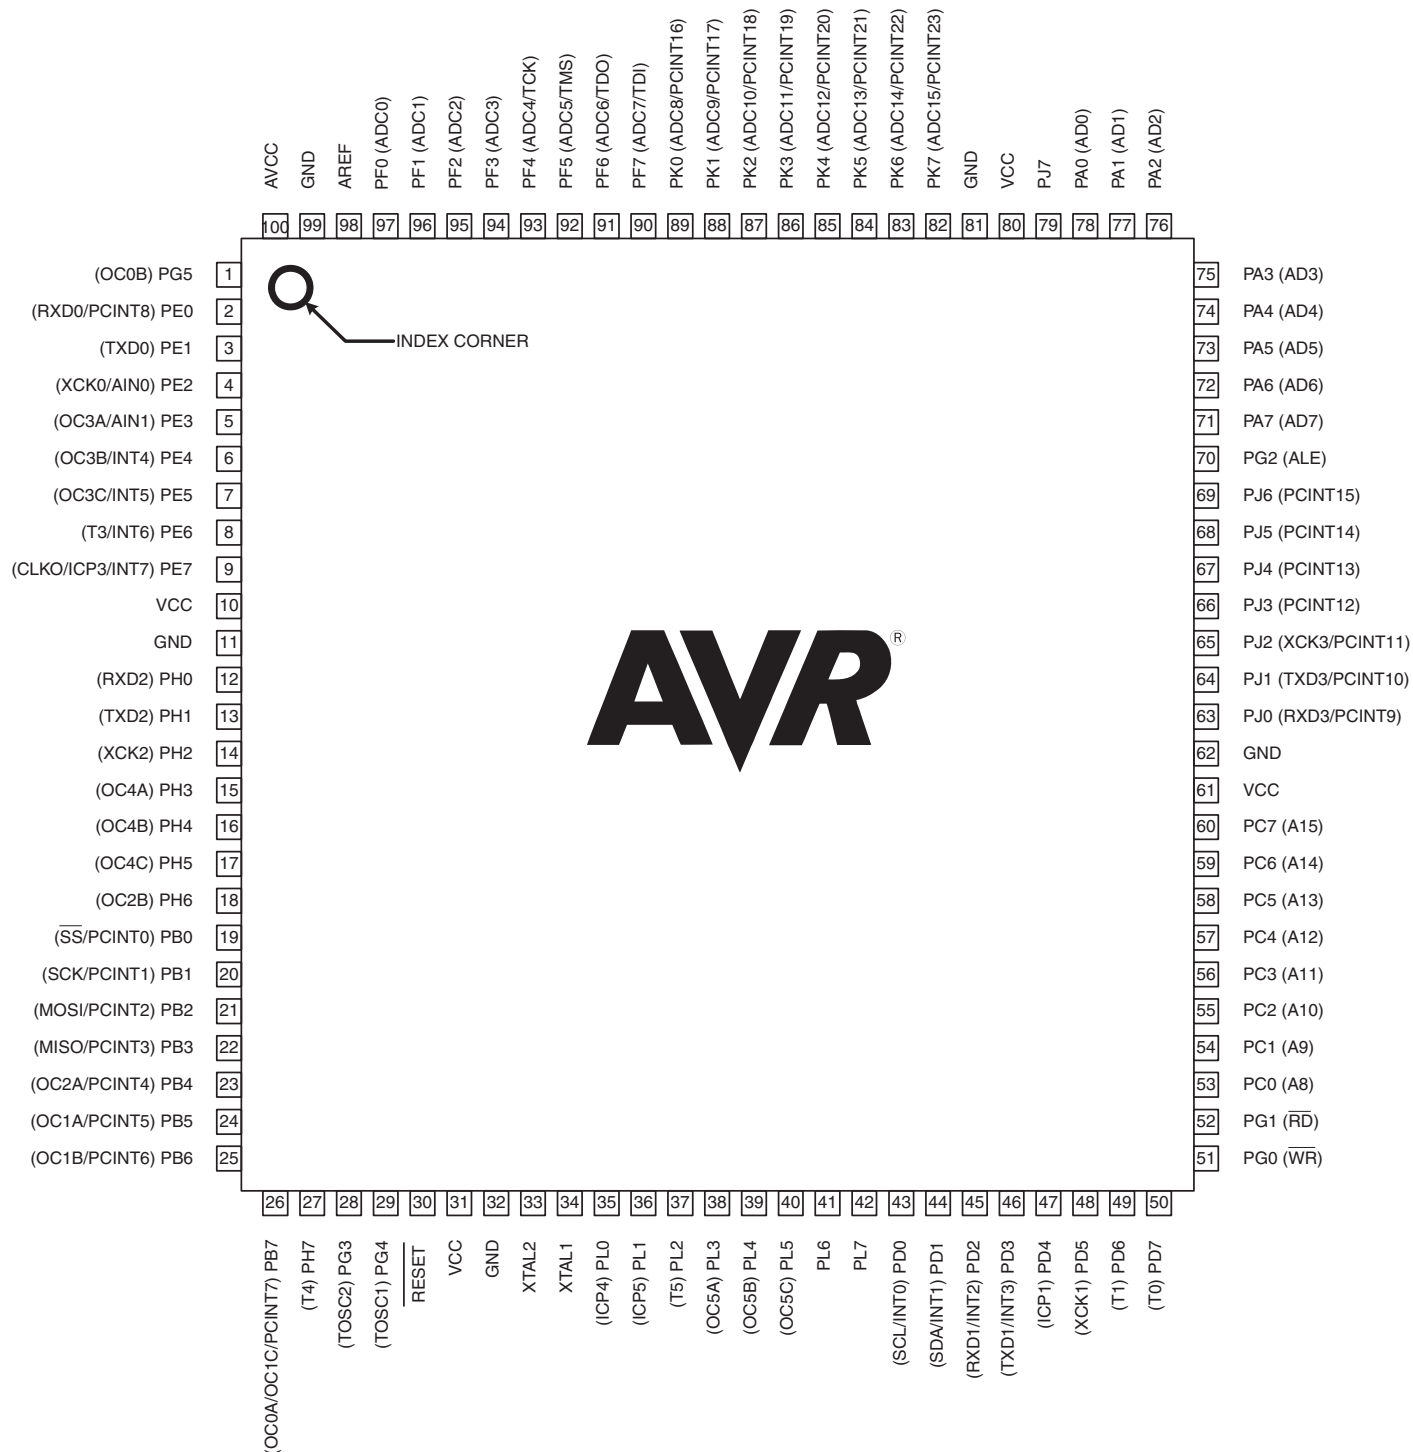 AVCC
GND
AREF
PF0 (ADC0)
PF1 (ADC1)
PF2 (ADC2)
PF3 (ADC3)
PF4 (ADC4/TCK)
PF5 (ADC5/TMS)
PF6 (ADC6/TDO)
PF7 (ADC7/TDI)
PK0 (ADC8/PCINT16)
PK1 (ADC9/PCINT17)
PK2 (ADC10/PCINT18)
PK3 (ADC11/PCINT19)
PK4 (ADC12/PCINT20)
PK5 (ADC13/PCINT21)
PK6 (ADC14/PCINT22)
PK7 (ADC15/PCINT23)
GND
VCC
PJ7
PA0 (AD0)
PA1 (AD1)
PA2 (AD2)
100 99 98 97 96 95 94 93 92 91 90 89 88 87 86 85 84 83 82 81 80 79 78 77 76
(OC0B) PG5 1
(RXD0/PCINT8) PE0 2
(TXD0) PE1 3
(XCK0/AIN0) PE2 4
(OC3A/AIN1) PE3 5
(OC3B/INT4) PE4 6
(OC3C/INT5) PE5 7
(T3/INT6) PE6 8
(CLKO/ICP3/INT7) PE7 9
VCC 10
GND 11
(RXD2) PH0 12
(TXD2) PH1 13
(XCK2) PH2 14
(OC4A) PH3 15
(OC4B) PH4 16
(OC4C) PH5 17
(OC2B) PH6 18
(SS/PCINT0) PB0 19
(SCK/PCINT1) PB1 20
(MOSI/PCINT2) PB2 21
(MISO/PCINT3) PB3 22
(OC2A/PCINT4) PB4 23
(OC1A/PCINT5) PB5 24
(OC1B/PCINT6) PB6 25
INDEX CORNER
AVR®
75 PA3 (AD3)
74 PA4 (AD4)
73 PA5 (AD5)
72 PA6 (AD6)
71 PA7 (AD7)
70 PG2 (ALE)
69 PJ6 (PCINT15)
68 PJ5 (PCINT14)
67 PJ4 (PCINT13)
66 PJ3 (PCINT12)
65 PJ2 (XCK3/PCINT11)
64 PJ1 (TXD3/PCINT10)
63 PJ0 (RXD3/PCINT9)
62 GND
61 VCC
60 PC7 (A15)
59 PC6 (A14)
58 PC5 (A13)
57 PC4 (A12)
56 PC3 (A11)
55 PC2 (A10)
54 PC1 (A9)
53 PC0 (A8)
52 PG1 (RD)
51 PG0 (WR)
26 27 28 29 30 31 32 33 34 35 36 37 38 39 40 41 42 43 44 45 46 47 48 49 50
(OC0A/OC1C/PCINT7) PB7
(T4) PH7
(TOSC2) PG3
(TOSC1) PG4
RESET
VCC
GND
XTAL2
XTAL1
(ICP4) PL0
(ICP5) PL1
(T5) PL2
(OC5A) PL3
(OC5B) PL4
(OC5C) PL5
PL6
PL7
(SCL/INT0) PD0
(SDA/INT1) PD1
(RXD1/INT2) PD2
(TXD1/INT3) PD3
(ICP1) PD4
(XCK1) PD5
(T1) PD6
(T0) PD7